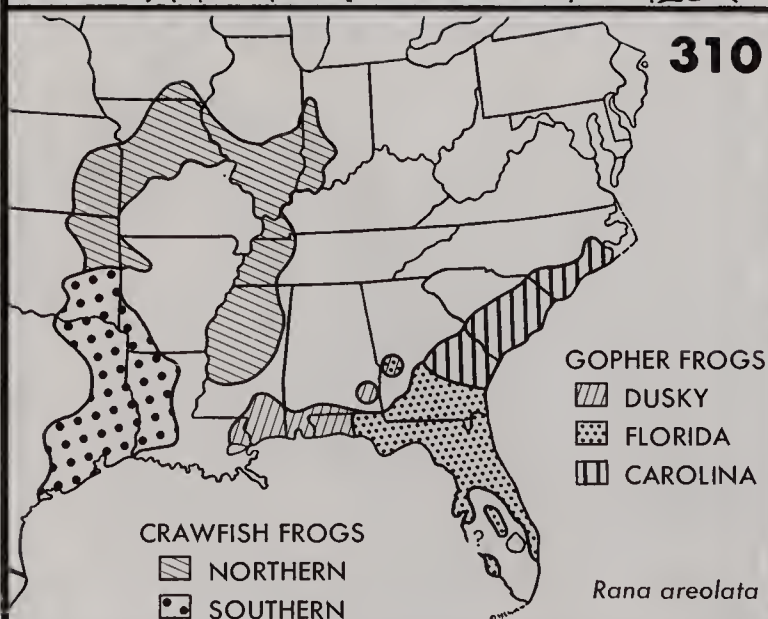 310
GOPHER FROGS
DUSKY
FLORIDA
CAROLINA
?
CRAWFISH FROGS
NORTHERN
SOUTHERN
Rana areolata